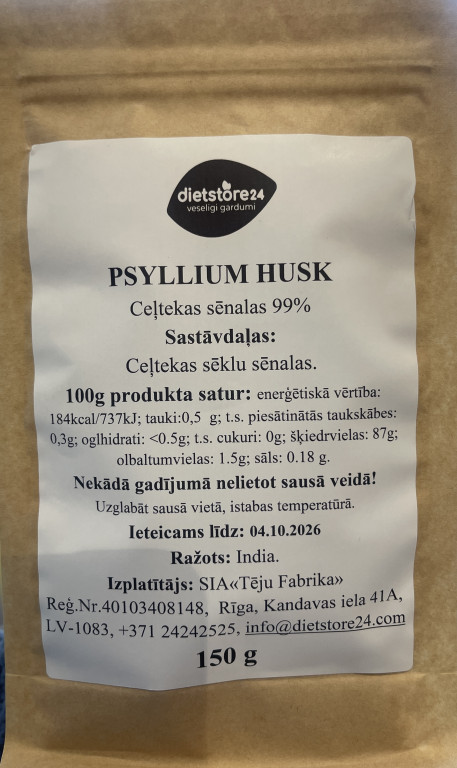 dietstore24
veselīgi gardumi
PSYLLIUM HUSK
Ceļtekas sēnalas 99%
Sastāvdaļas:
Ceļtekas sēklu sēnalas.
100g produkta satur: enerģētiskā vērtība:
184kcal/737kJ; tauki:0,5 g; t.s. piesātinātās taukskābes:
0,3g; oglhidrati: <0.5g; t.s. cukuri: 0g; šķiedrvielas: 87g;
olbaltumvielas: 1.5g; sāls: 0.18 g.
Nekādā gadījumā nelietot sausā veidā!
Uzglabāt sausā vietā, istabas temperatūrā.
Ieteicams līdz: 04.10.2026
Ražots: India.
Izplatītājs: SIA«Tēju Fabrika»
Reģ.Nr.40103408148, Rīga, Kandavas iela 41A,
LV-1083, +371 24242525, info@dietstore24.com
150 g